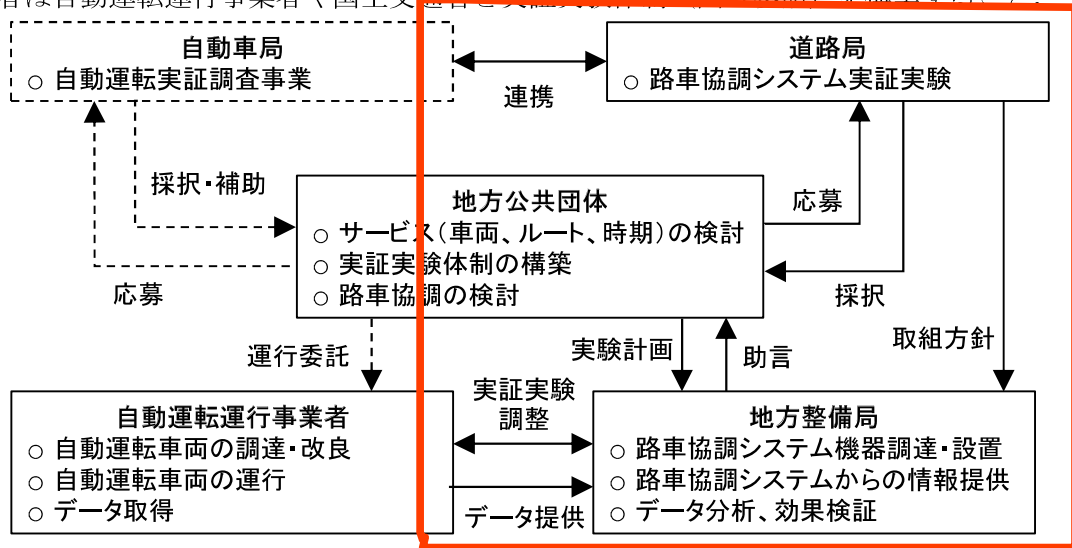 自動車局
○ 自動運転実証調査事業
連携
道路局
○ 路車協調システム実証実験
採択・補助
応募
地方公共団体
○ サービス(車両、ルート、時期)の検討
○ 実証実験体制の構築
○ 路車協調の検討
応募
採択
取組方針
運行委託
実験計画
助言
自動運転運行事業者
○ 自動運転車両の調達・改良
○ 自動運転車両の運行
○ データ取得
実証実験
調整
データ提供
地方整備局
○ 路車協調システム機器調達・設置
○ 路車協調システムからの情報提供
○ データ分析、効果検証